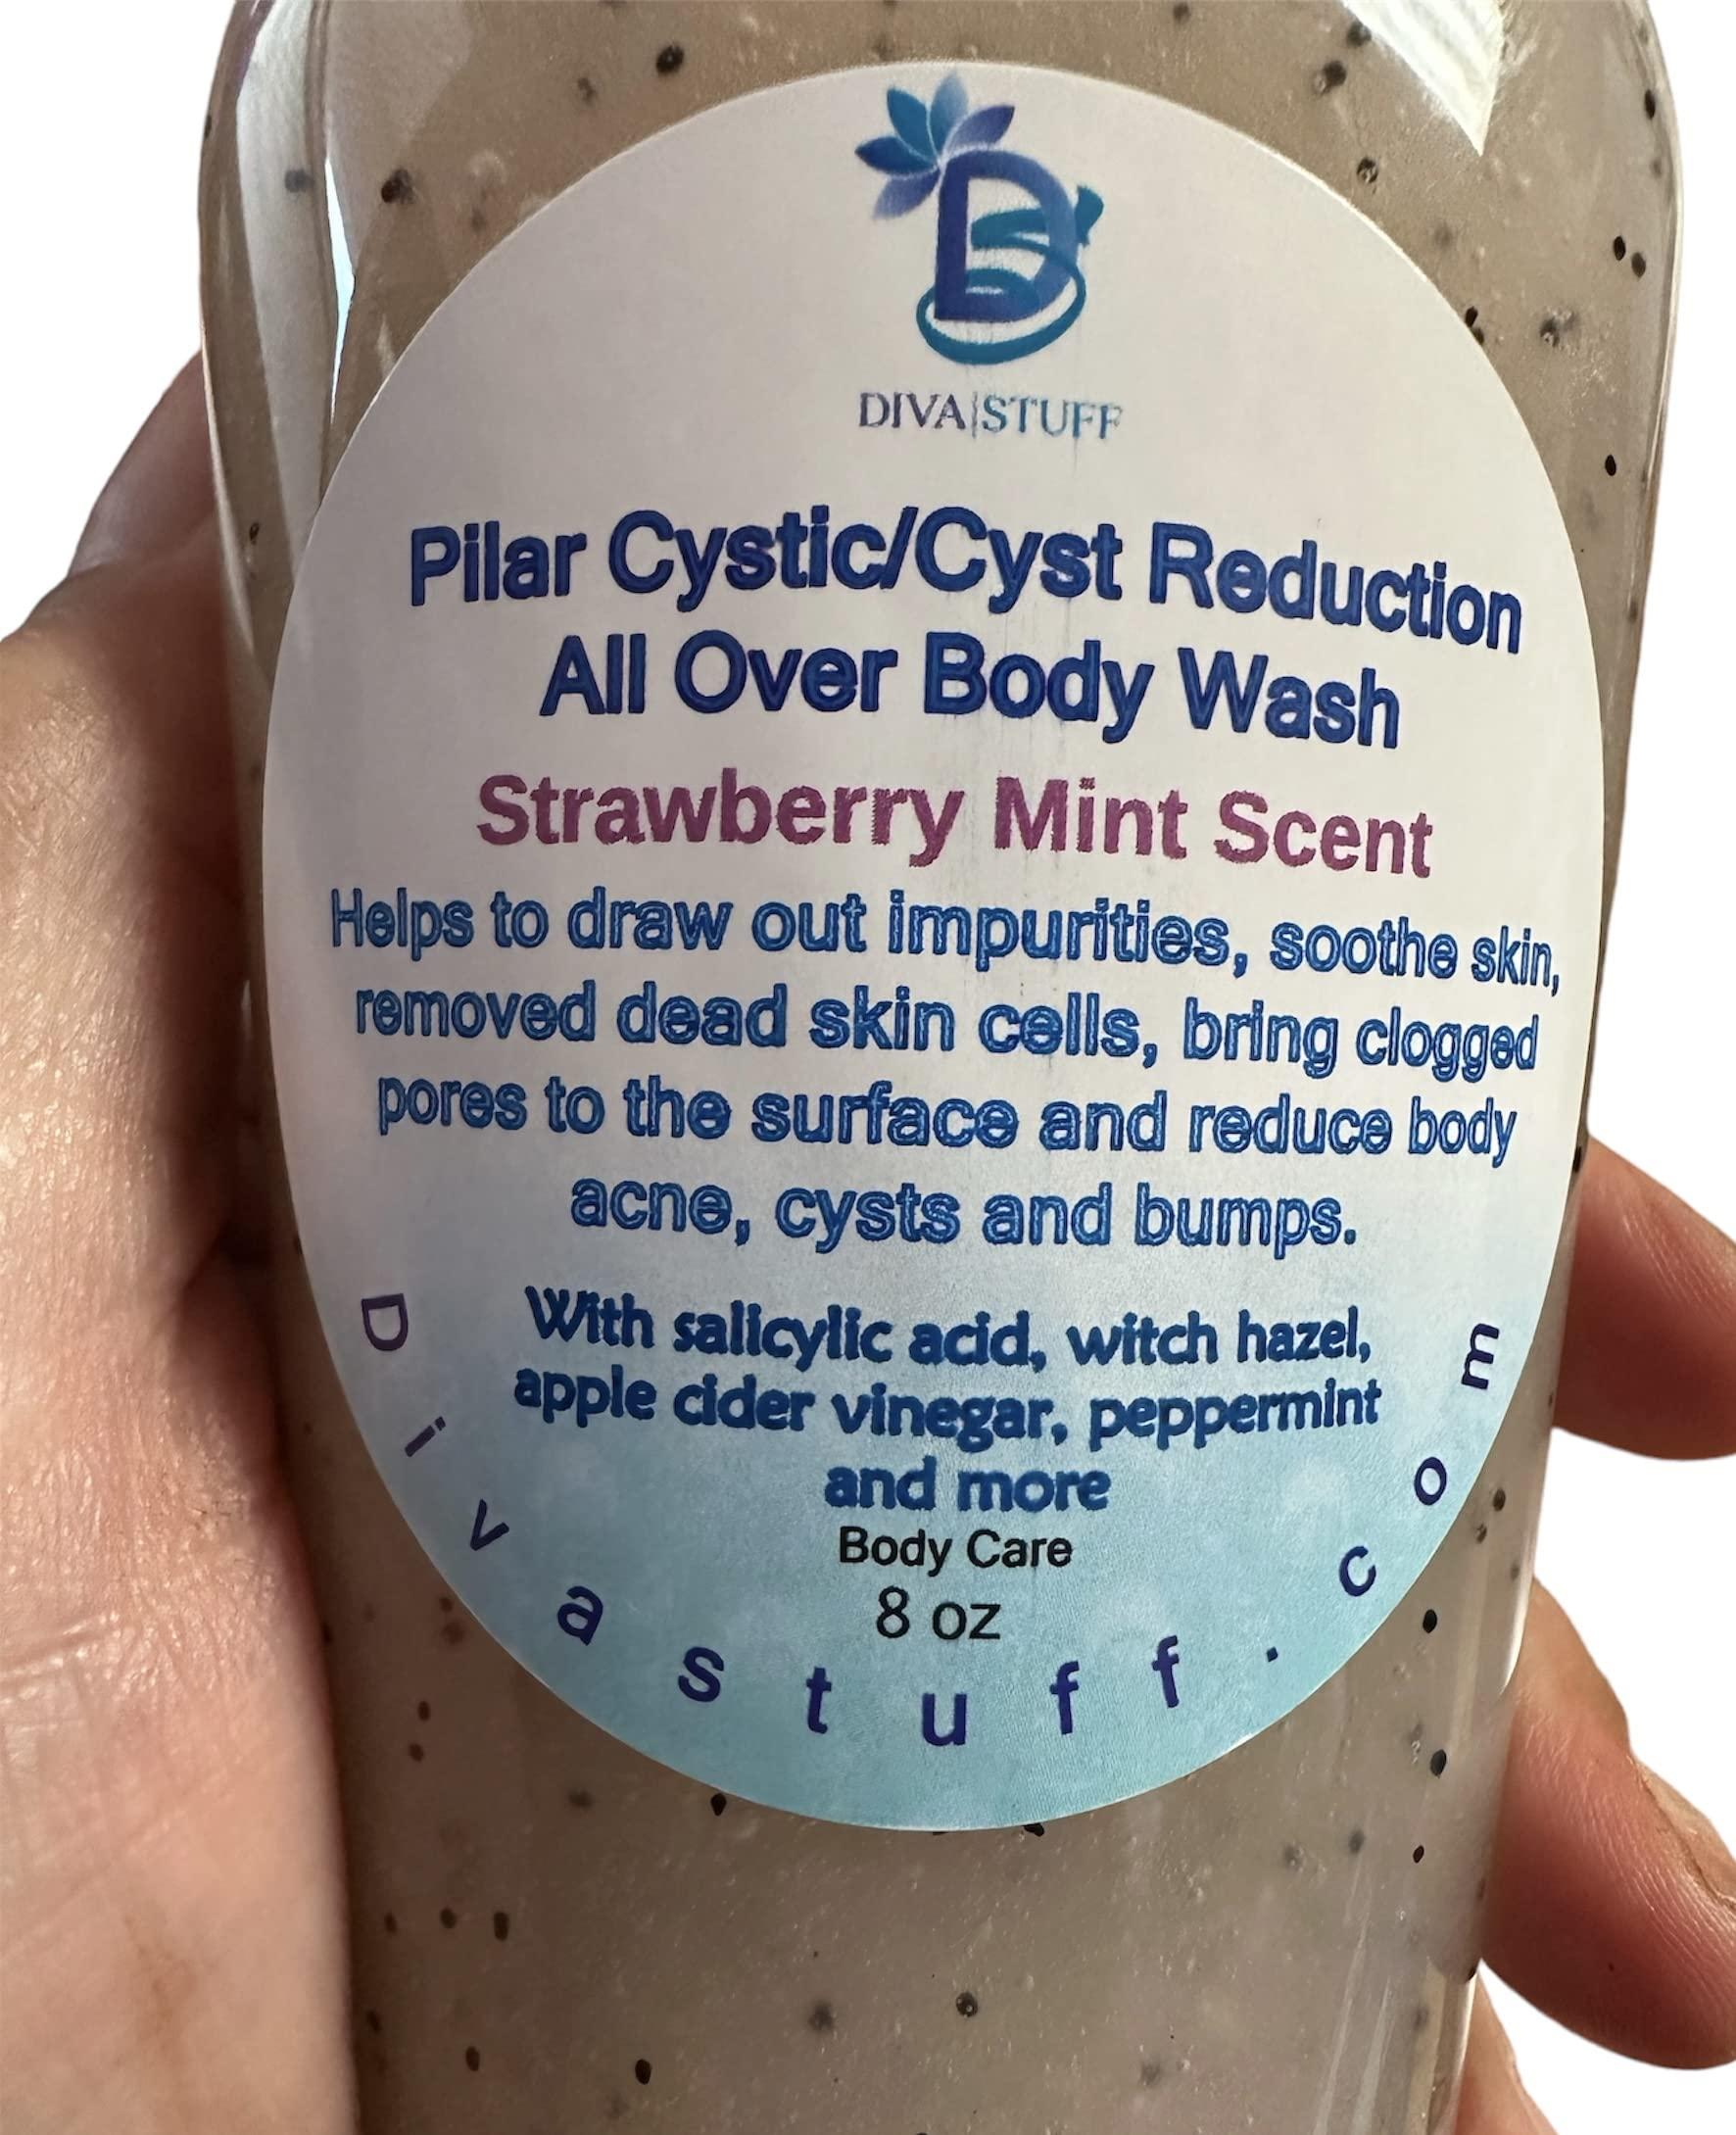 DIVA|STUFF
Pilar Cystic/Cyst Reduction
All Over Body Wash
Strawberry Mint Scent
Helps to draw out impurities, soothe skin,
removed dead skin cells, bring clogged
pores to the surface and reduce body
acne, cysts and bumps.
With salicylic acid, witch hazel,
apple cider vinegar, peppermint
and more
Body Care
8 oz
Divastuff.com